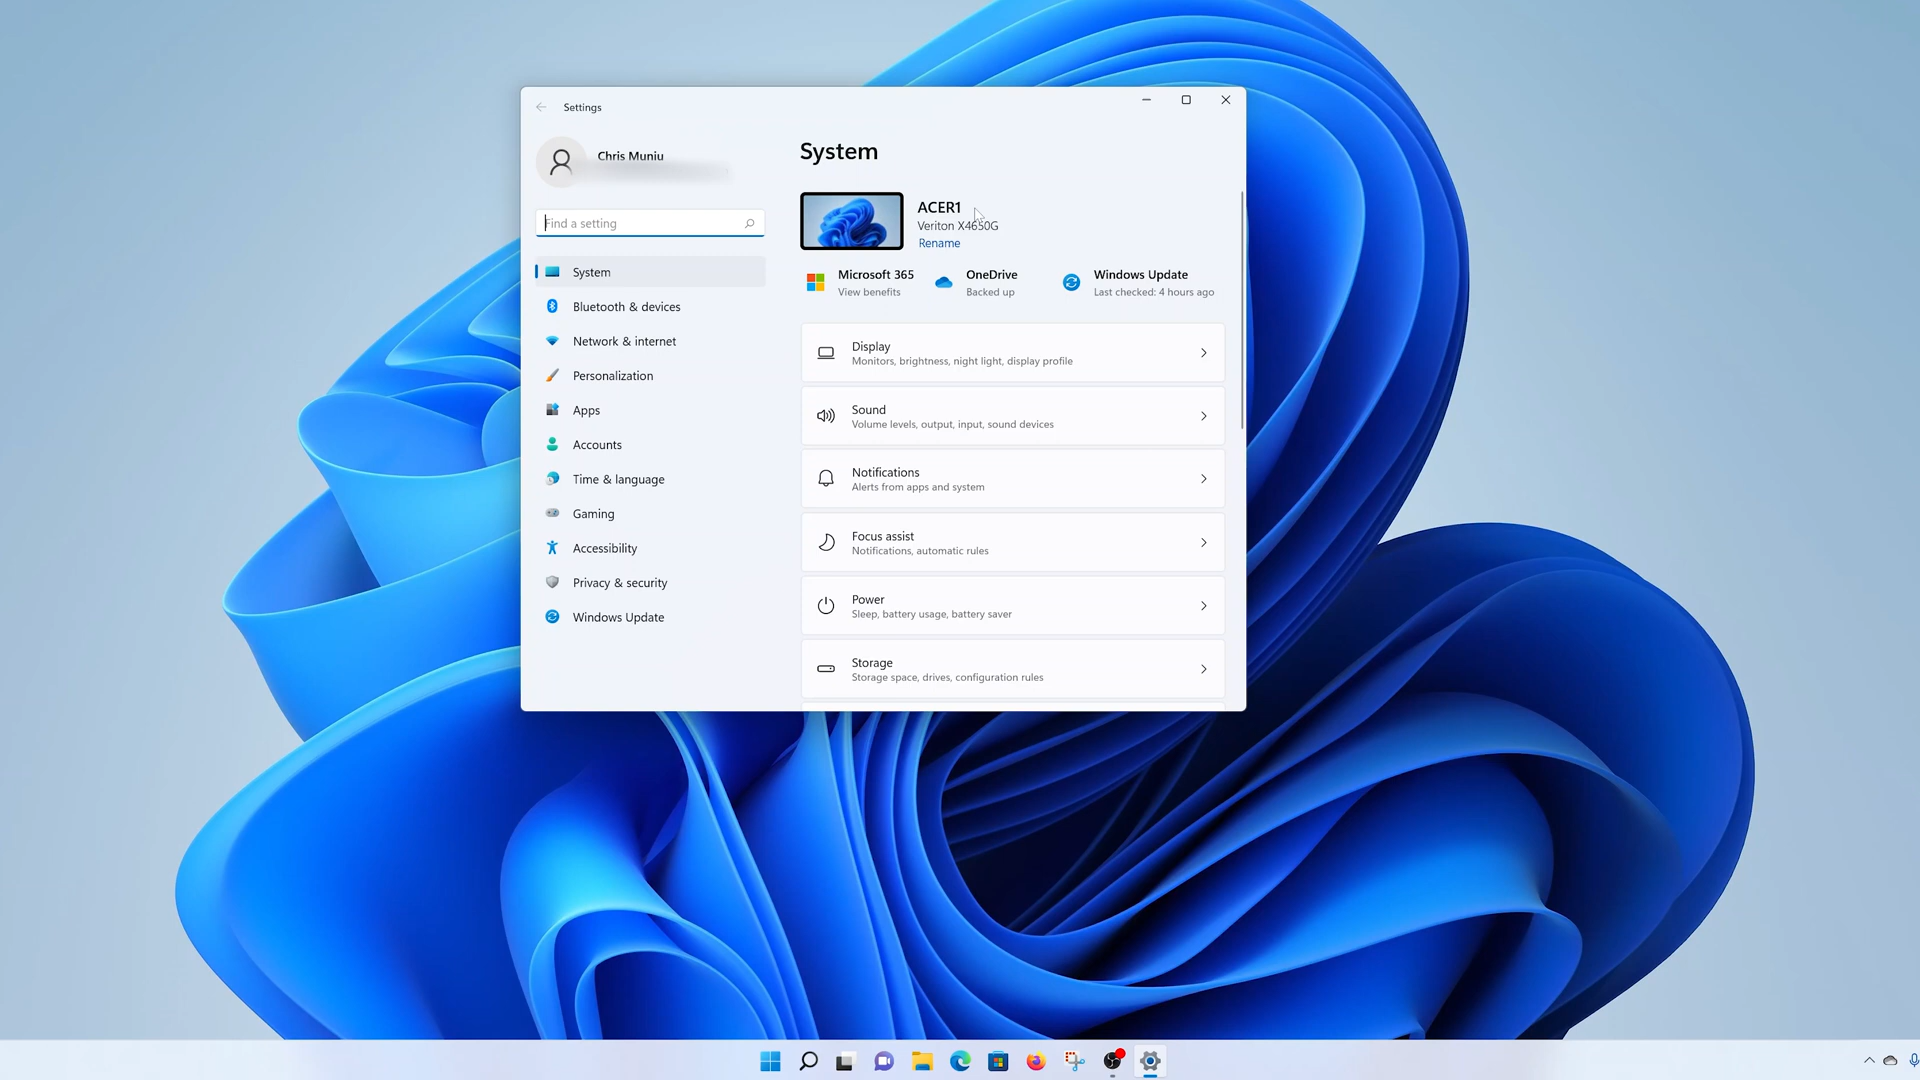 Settings
Chris Muniu
Find a setting
System
Bluetooth & devices
Network & internet
Personalization
Apps
Accounts
Time & language
Gaming
Accessibility
Privacy & security
Windows Update
System
ACER1
Veriton X4650G
Rename
Microsoft 365
View benefits
OneDrive
Backed up
Windows Update
Last checked: 4 hours ago
Display
Monitors, brightness, night light, display profile
Sound
Volume levels, output, input, sound devices
Notifications
Alerts from apps and system
Focus assist
Notifications, automatic rules
Power
Sleep, battery usage, battery saver
Storage
Storage space, drives, configuration rules